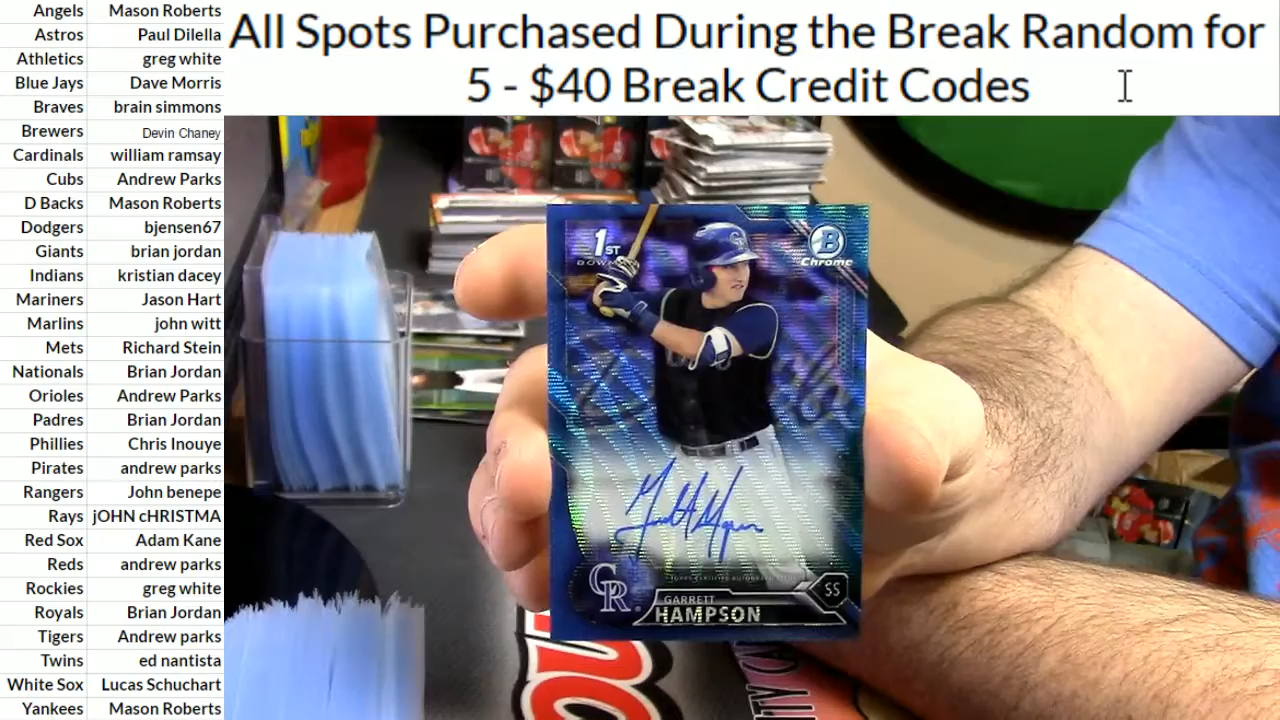 All Spots Purchased During the Break Random for
5 - $40 Break Credit Codes
Angels Mason Roberts
Astros Paul Dilella
Athletics greg white
Blue Jays Dave Morris
Braves brain simmons
Brewers Devin Chaney
Cardinals william ramsay
Cubs Andrew Parks
D Backs Mason Roberts
Dodgers bjensen67
Giants brian jordan
Indians kristian dacey
Mariners Jason Hart
Marlins john witt
Mets Richard Stein
Nationals Brian Jordan
Orioles Andrew Parks
Padres Brian Jordan
Phillies Chris Inouye
Pirates andrew parks
Rangers John benepe
Rays jOHN cHRISTMA
Red Sox Adam Kane
Reds andrew parks
Rockies greg white
Royals Brian Jordan
Tigers Andrew parks
Twins ed nantista
White Sox Lucas Schuchart
Yankees Mason Roberts
1ST
BOWMAN
B
Chrome
CR
TOPPS CERTIFIED AUTOGRAPH ISSUE
SS
GARRETT
HAMPSON